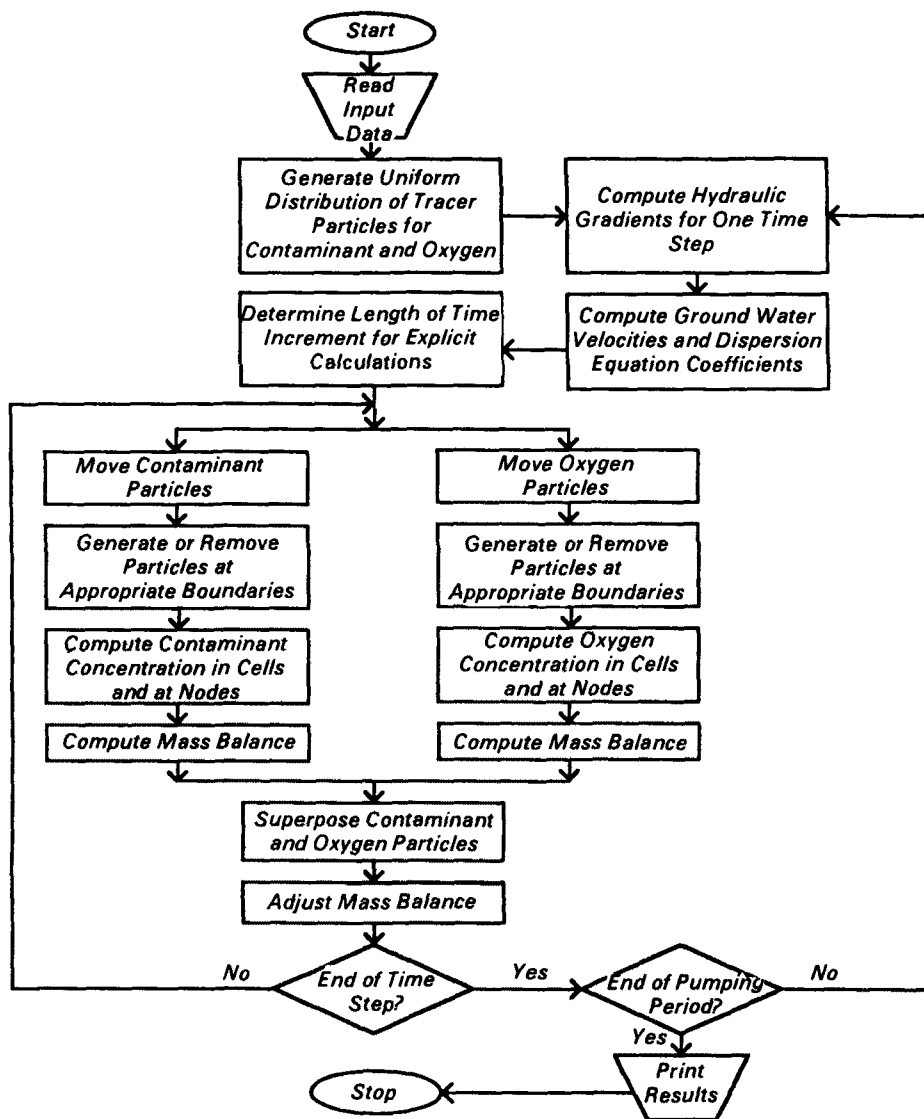 Start
Read
Input
Data
Generate Uniform
Distribution of Tracer
Particles for
Contaminant and Oxygen
Compute Hydraulic
Gradients for One Time
Step
Determine Length of Time
Increment for Explicit
Calculations
Compute Ground Water
Velocities and Dispersion
Equation Coefficients
Move Contaminant
Particles
Generate or Remove
Particles at
Appropriate Boundaries
Compute Contaminant
Concentration in Cells
and at Nodes
Compute Mass Balance
Move Oxygen
Particles
Generate or Remove
Particles at
Appropriate Boundaries
Compute Oxygen
Concentration in Cells
and at Nodes
Compute Mass Balance
Superpose Contaminant
and Oxygen Particles
Adjust Mass Balance
No
End of Time
Step?
Yes
End of Pumping
Period?
No
Yes
Print
Results
Stop